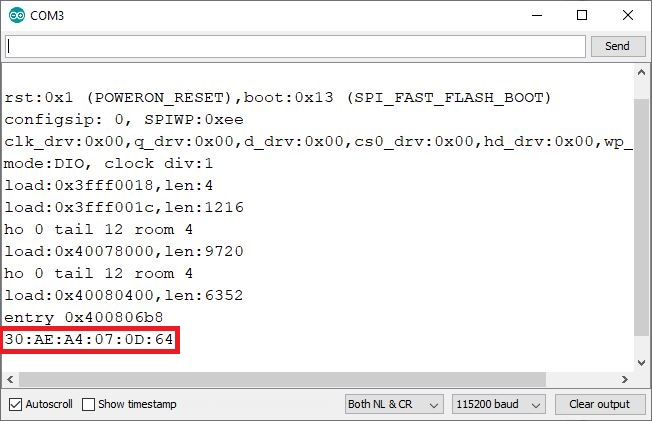 COM3
Send
rst:0x1 (POWERON_RESET),boot:0x13 (SPI_FAST_FLASH_BOOT)
configsip: 0, SPIWP:0xee
clk_drv:0x00,q_drv:0x00,d_drv:0x00,cs0_drv:0x00,hd_drv:0x00,wp_
mode:DIO, clock div:1
load:0x3fff0018,len:4
load:0x3fff001c,len:1216
ho 0 tail 12 room 4
load:0x40078000,len:9720
ho 0 tail 12 room 4
load:0x40080400,len:6352
entry 0x400806b8
30:AE:A4:07:0D:64
Autoscroll Show timestamp Both NL & CR 115200 baud Clear output